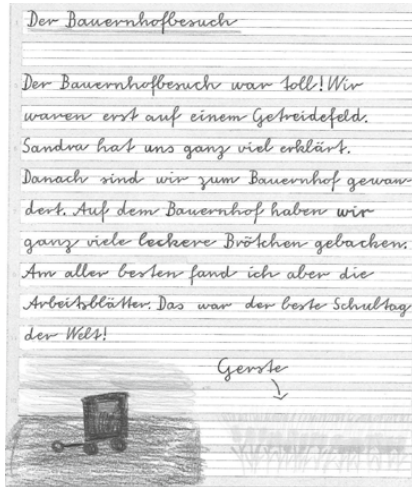 Der Bauernhofbesuch
Der Bauernhofbesuch war toll! Wir
waren erst auf einem Getreidefeld.
Sandra hat uns ganz viel erklärt.
Danach sind wir zum Bauernhof gewan-
dert. Auf dem Bauernhof haben wir
ganz viele leckere Brötchen gebacken.
Am aller besten fand ich aber die
Arbeitsblätter. Das war der beste Schultag
der Welt!
Gerste